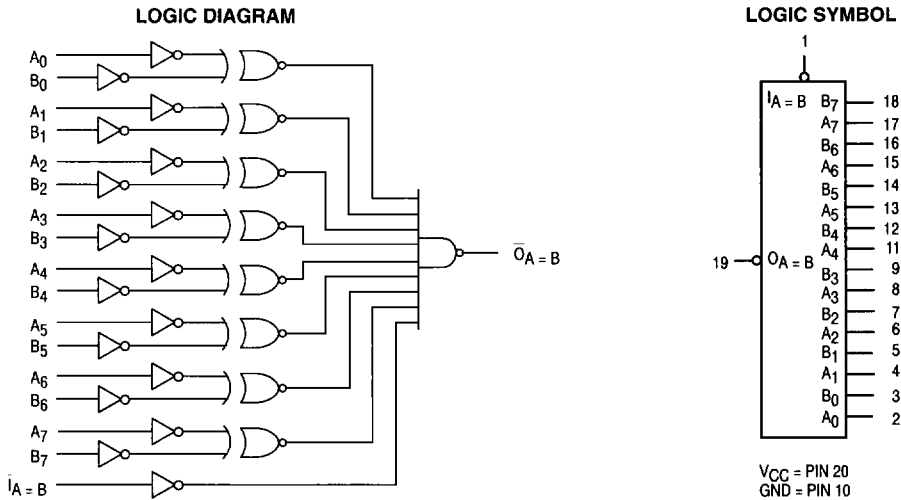 LOGIC DIAGRAM
A0
B0
A1
B1
A2
B2
A3
B3
A4
B4
A5
B5
A6
B6
A7
B7
ĪA = B
ŌA = B
LOGIC SYMBOL
1
IA = B
B7 18
A7 17
B6 16
A6 15
B5 14
A5 13
B4 12
A4 11
19 OA = B
B3 9
A3 8
B2 7
A2 6
B1 5
A1 4
B0 3
A0 2
VCC = PIN 20
GND = PIN 10